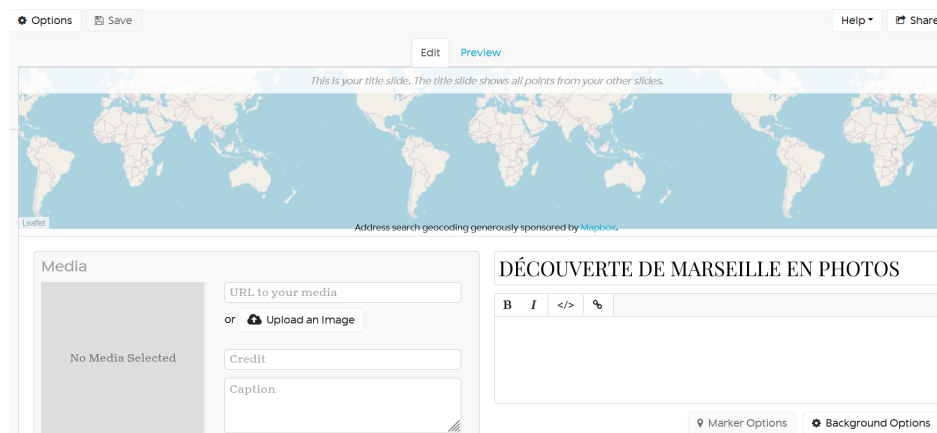 Options
Save
Help
Share
Edit
Preview
This is your title slide. The title slide shows all points from your other slides.
Leaflet
Address search geocoding generously sponsored by Mapbox.
Media
URL to your media
or
Upload an Image
No Media Selected
Credit
Caption
DÉCOUVERTE DE MARSEILLE EN PHOTOS
B I </>
Marker Options
Background Options